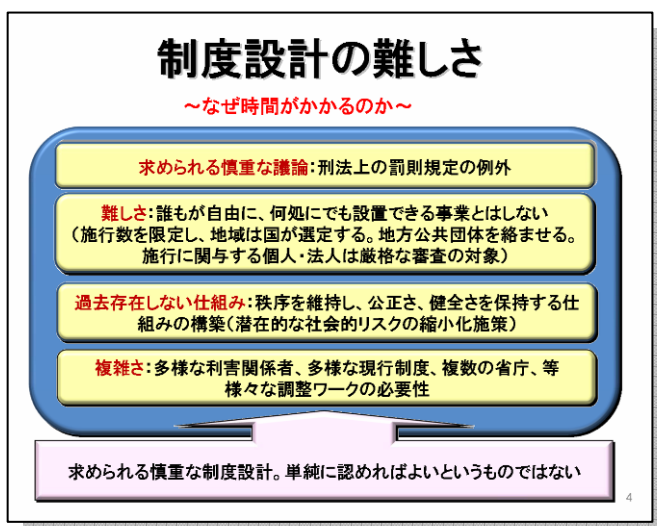 制度設計の難しさ
～なぜ時間がかかるのか～
求められる慎重な議論：刑法上の罰則規定の例外
難しさ：誰もが自由に、何処にでも設置できる事業とはしない
（施行数を限定し、地域は国が選定する。地方公共団体を絡ませる。
施行に関与する個人・法人は厳格な審査の対象）
過去存在しない仕組み：秩序を維持し、公正さ、健全さを保持する仕
組みの構築（潜在的な社会的リスクの縮小化施策）
複雑さ：多様な利害関係者、多様な現行制度、複数の省庁、等
様々な調整ワークの必要性
求められる慎重な制度設計。単純に認めればよいというものではない
4